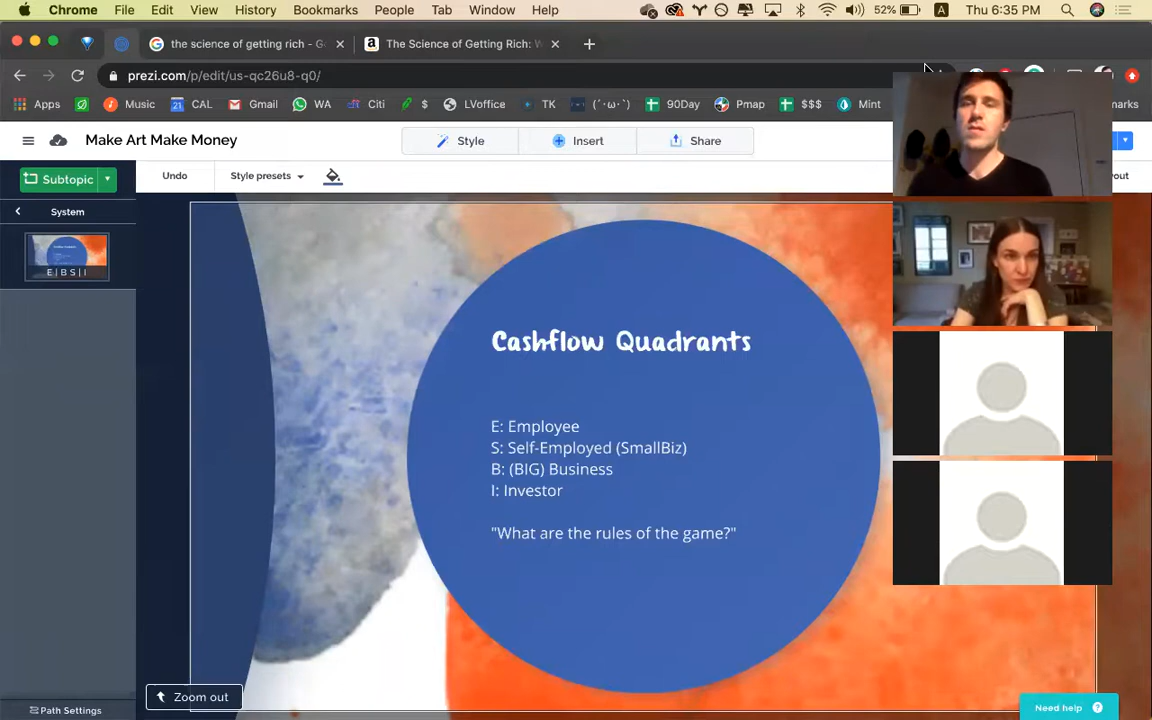 Chrome File Edit View History Bookmarks People Tab Window Help 52% A Thu 6:35 PM
the science of getting rich - G
a The Science of Getting Rich: W
prezi.com/p/edit/us-qc26u8-q0/
Apps Music 21 CAL Gmail WA Citi $ LVoffice TK (´･ω･`) 90Day Pmap $$$ Mint
Make Art Make Money Style Insert Share
Subtopic Undo Style presets
System
E|B|S|I
Cashflow Quadrants
E: Employee
S: Self-Employed (SmallBiz)
B: (BIG) Business
I: Investor
"What are the rules of the game?"
Zoom out
Path Settings
Need help ?